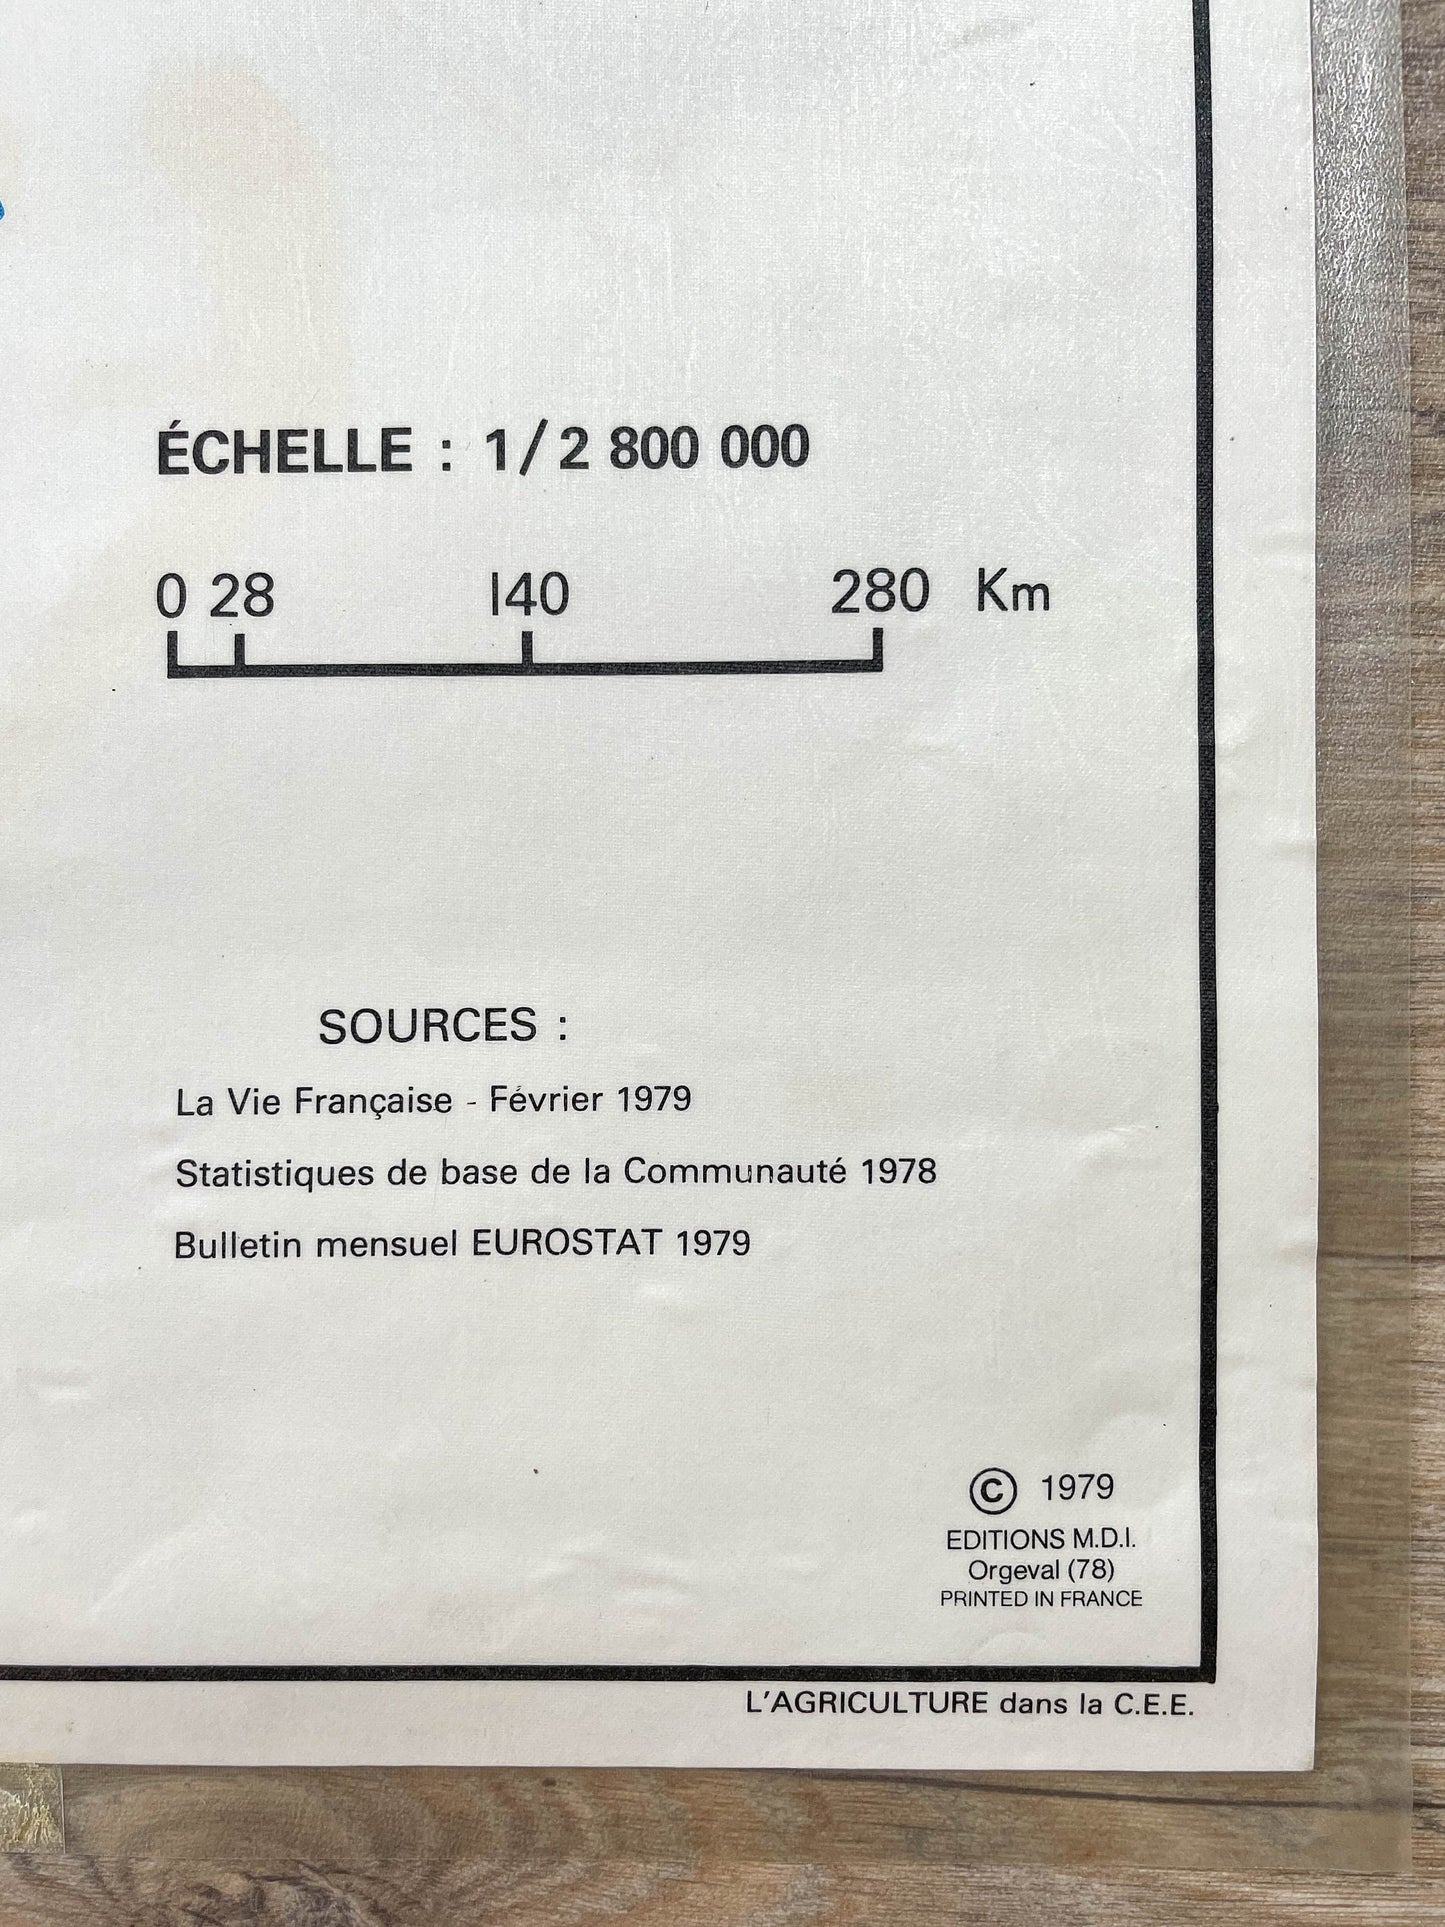 ÉCHELLE : 1/2 800 000
0 28 140 280 Km
SOURCES :
La Vie Française - Février 1979
Statistiques de base de la Communauté 1978
Bulletin mensuel EUROSTAT 1979
© 1979
EDITIONS M.D.I.
Orgeval (78)
PRINTED IN FRANCE
L'AGRICULTURE dans la C.E.E.